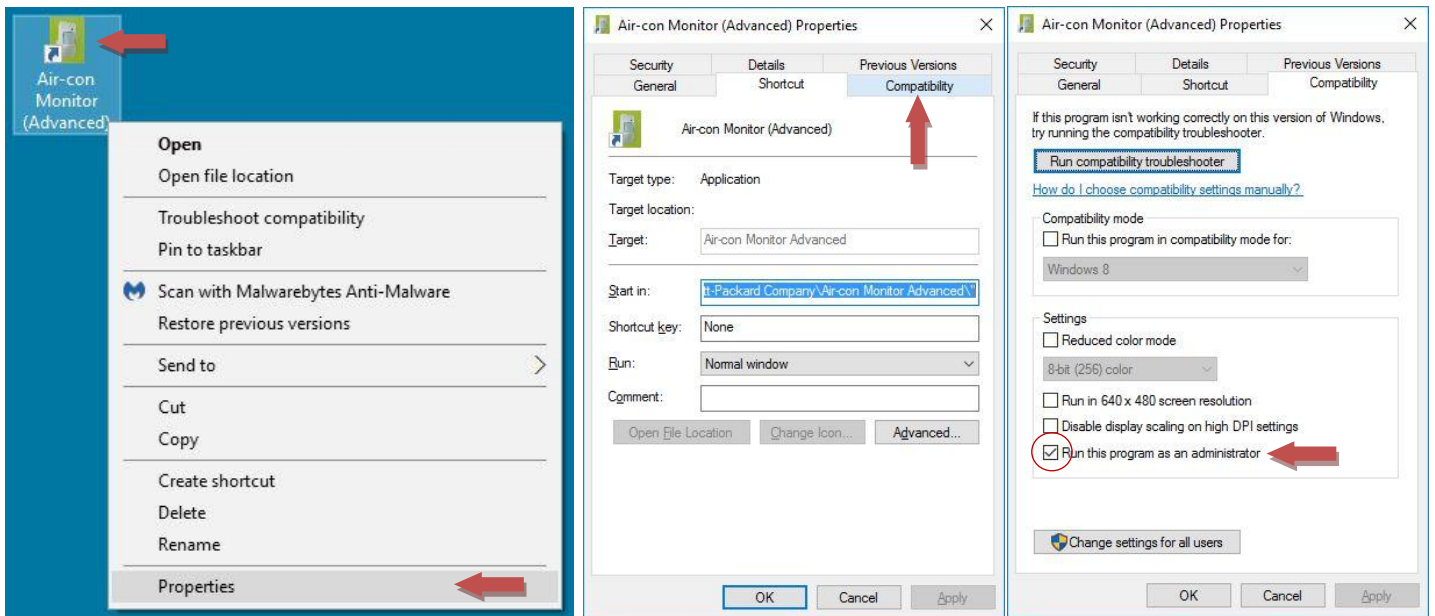 Air-con
Monitor
(Advanced)
Open
Open file location
Troubleshoot compatibility
Pin to taskbar
Scan with Malwarebytes Anti-Malware
Restore previous versions
Send to
Cut
Copy
Create shortcut
Delete
Rename
Properties
Air-con Monitor (Advanced) Properties
Security Details Previous Versions
General Shortcut Compatibility
Air-con Monitor (Advanced)
Target type: Application
Target location:
Target: Air-con Monitor Advanced
Start in: tt-Packard Company\Air-con Monitor Advanced\"
Shortcut key: None
Run: Normal window
Comment:
Open File Location Change Icon... Advanced...
OK Cancel Apply
Air-con Monitor (Advanced) Properties
Security Details Previous Versions
General Shortcut Compatibility
If this program isn't working correctly on this version of Windows,
try running the compatibility troubleshooter.
Run compatibility troubleshooter
How do I choose compatibility settings manually?
Compatibility mode
Run this program in compatibility mode for:
Windows 8
Settings
Reduced color mode
8-bit (256) color
Run in 640 x 480 screen resolution
Disable display scaling on high DPI settings
Run this program as an administrator
Change settings for all users
OK Cancel Apply